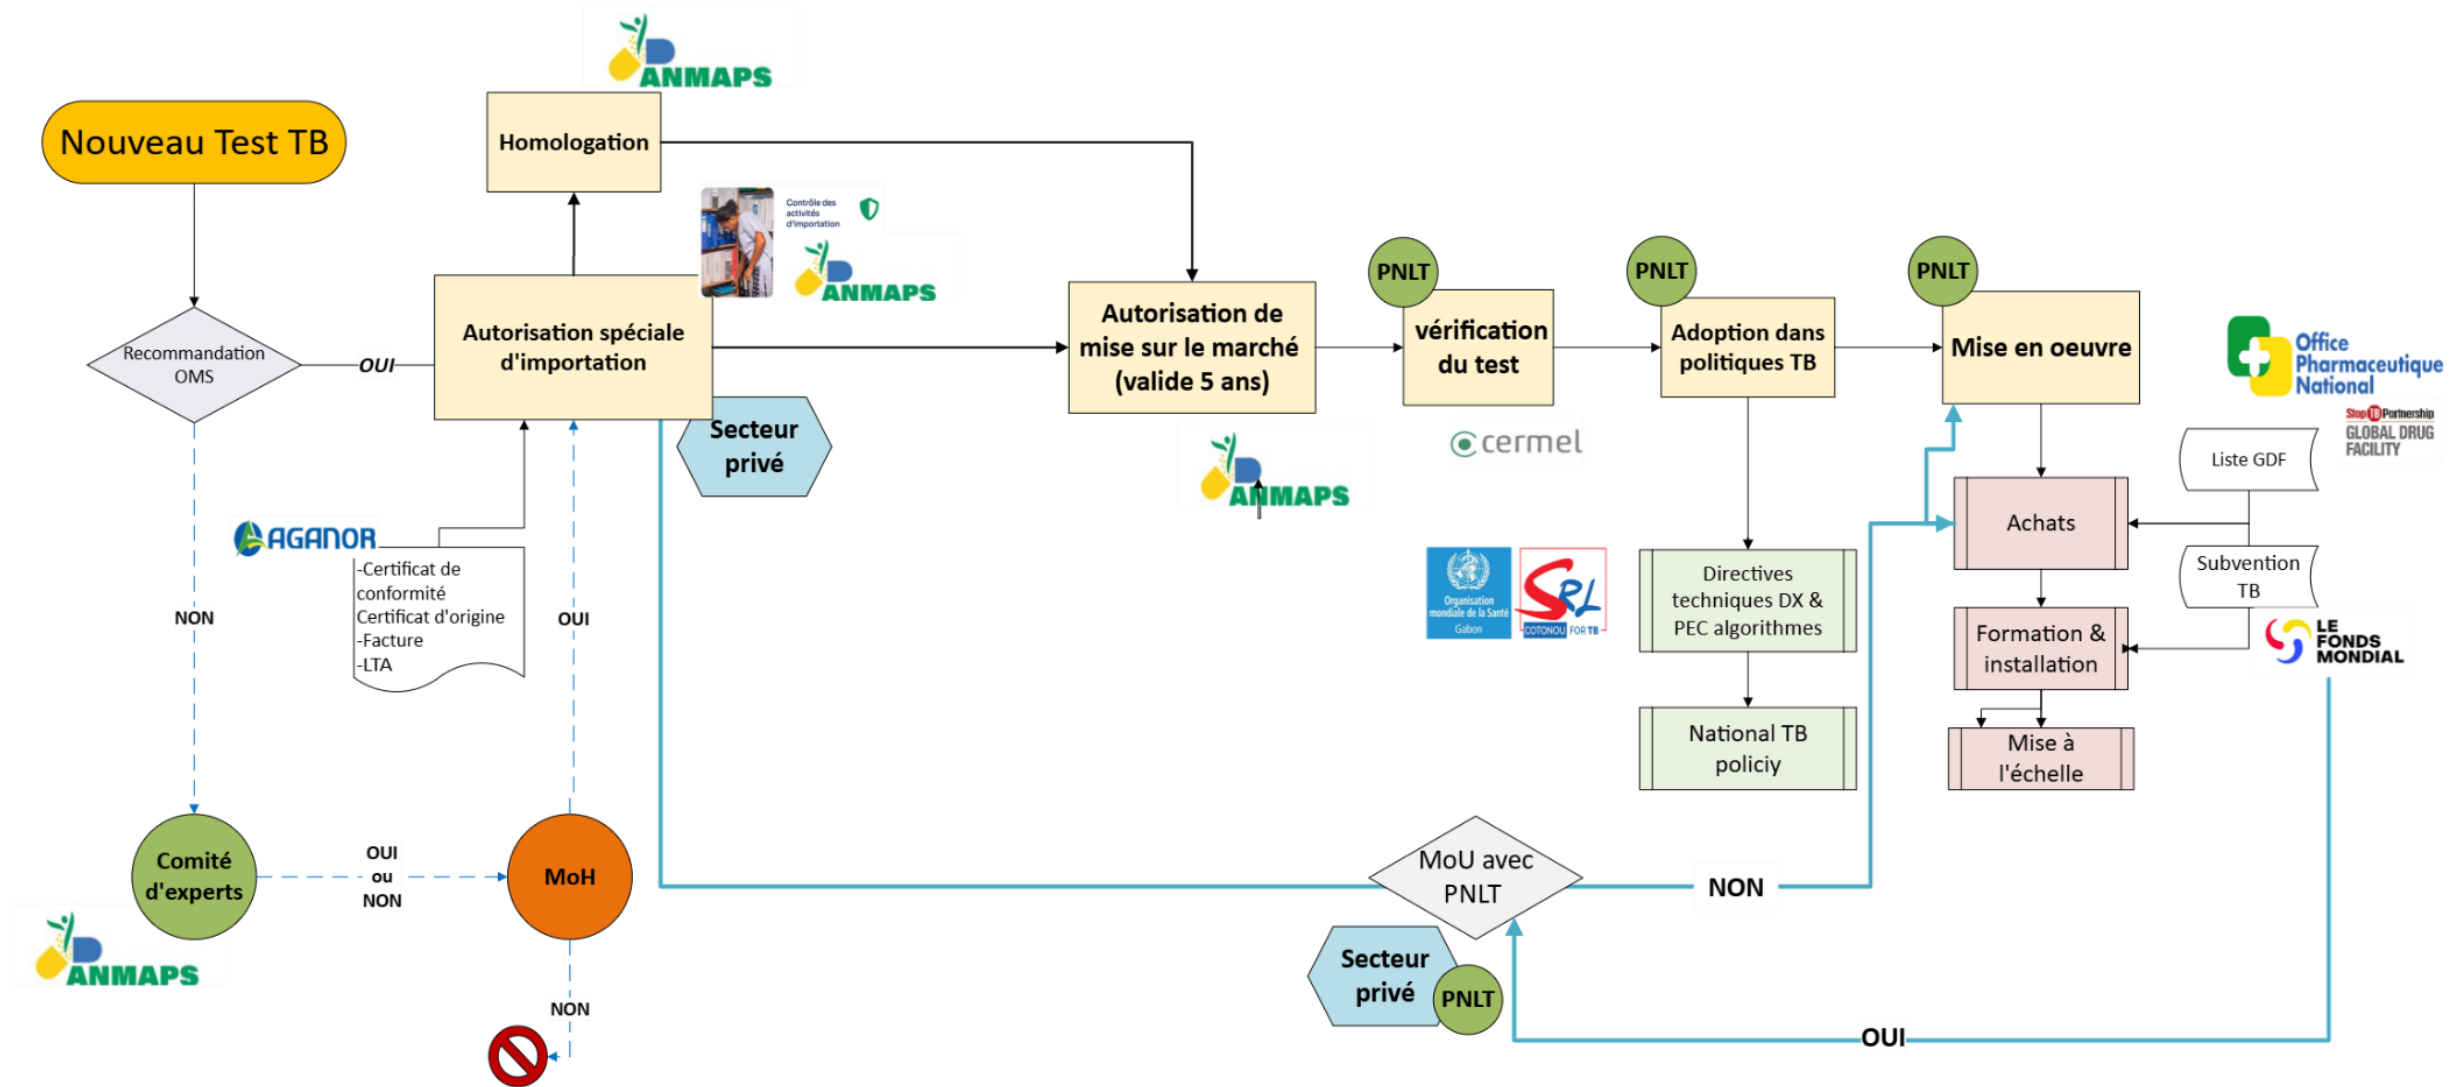 ANMAPS
Nouveau Test TB
Homologation
Contrôle des
activités
d'importation
ANMAPS
Recommandation
OMS
OUI
Autorisation spéciale
d'importation
Secteur
privé
Autorisation de
mise sur le marché
(valide 5 ans)
ANMAPS
PNLT
vérification
du test
cermel
PNLT
Adoption dans
politiques TB
PNLT
Mise en oeuvre
Office
Pharmaceutique
National
Stop TB Partnership
GLOBAL DRUG
FACILITY
Liste GDF
Achats
Subvention
TB
LE
FONDS
MONDIAL
Formation &
installation
Mise à
l'échelle
Organisation
mondiale de la Santé
Gabon
SRL
COTONOU FOR TB
Directives
techniques DX &
PEC algorithmes
National TB
policiy
AGANOR
-Certificat de
conformité
Certificat d'origine
-Facture
-LTA
NON
OUI
Comité
d'experts
ANMAPS
OUI
ou
NON
MoH
NON
MoU avec
PNLT
NON
Secteur
privé
PNLT
OUI